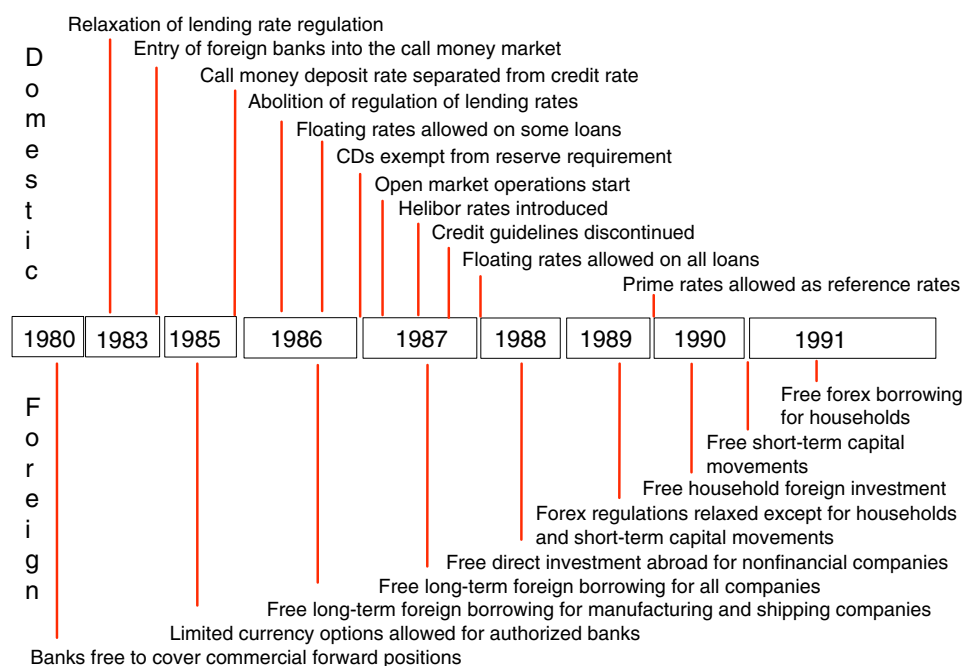 Relaxation of lending rate regulation
Entry of foreign banks into the call money market
Call money deposit rate separated from credit rate
Abolition of regulation of lending rates
Floating rates allowed on some loans
CDs exempt from reserve requirement
Open market operations start
Helibor rates introduced
Credit guidelines discontinued
Floating rates allowed on all loans
Prime rates allowed as reference rates
Domestic
1980 1983 1985 1986 1987 1988 1989 1990 1991
Foreign
Free forex borrowing
for households
Free short-term capital
movements
Free household foreign investment
Forex regulations relaxed except for households
and short-term capital movements
Free direct investment abroad for nonfinancial companies
Free long-term foreign borrowing for all companies
Free long-term foreign borrowing for manufacturing and shipping companies
Limited currency options allowed for authorized banks
Banks free to cover commercial forward positions